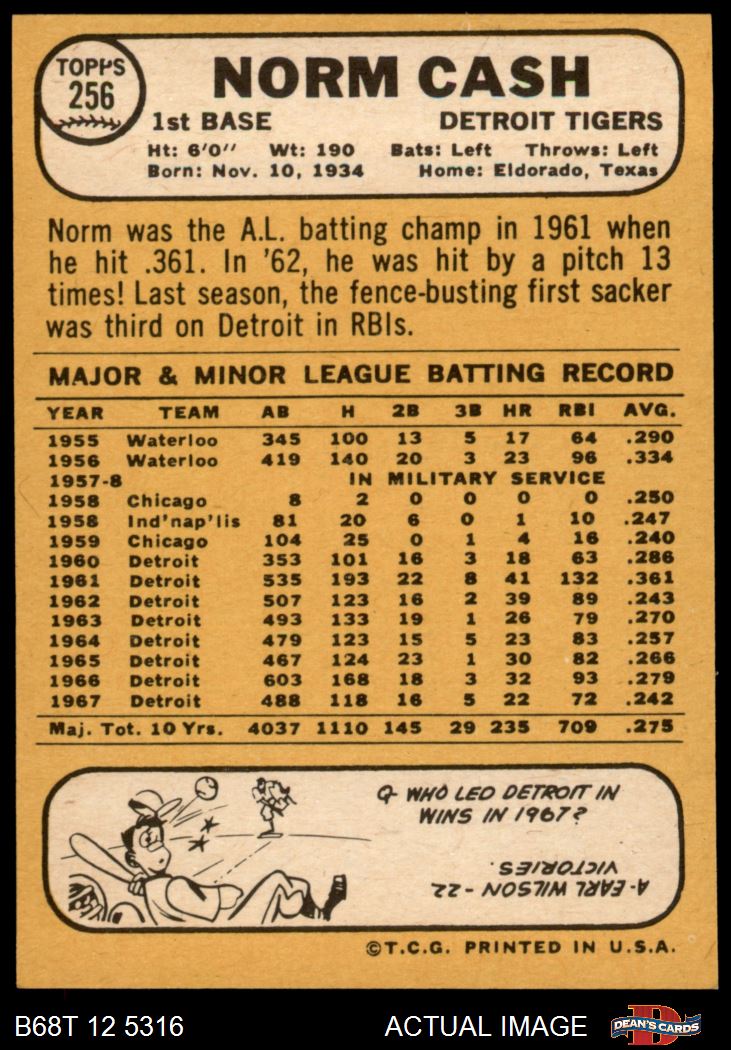 TOPPS
256
NORM CASH
1st BASE DETROIT TIGERS
Ht: 6'0" Wt: 190 Bats: Left Throws: Left
Born: Nov. 10, 1934 Home: Eldorado, Texas
Norm was the A.L. batting champ in 1961 when
he hit .361. In '62, he was hit by a pitch 13
times! Last season, the fence-busting first sacker
was third on Detroit in RBIs.
MAJOR & MINOR LEAGUE BATTING RECORD
YEAR TEAM AB H 2B 3B HR RBI AVG.
1955 Waterloo 345 100 13 5 17 64 .290
1956 Waterloo 419 140 20 3 23 96 .334
1957-8 IN MILITARY SERVICE
1958 Chicago 8 2 0 0 0 0 .250
1958 Ind'nap'lis 81 20 6 0 1 10 .247
1959 Chicago 104 25 0 1 4 16 .240
1960 Detroit 353 101 16 3 18 63 .286
1961 Detroit 535 193 22 8 41 132 .361
1962 Detroit 507 123 16 2 39 89 .243
1963 Detroit 493 133 19 1 26 79 .270
1964 Detroit 479 123 15 5 23 83 .257
1965 Detroit 467 124 23 1 30 82 .266
1966 Detroit 603 168 18 3 32 93 .279
1967 Detroit 488 118 16 5 22 72 .242
Maj. Tot. 10 Yrs. 4037 1110 145 29 235 709 .275
Q- WHO LED DETROIT IN
WINS IN 1967?
A- EARL WILSON - 22
VICTORIES.
©T.C.G. PRINTED IN U.S.A.
B68T 12 5316 ACTUAL IMAGE
D
DEAN'S CARDS